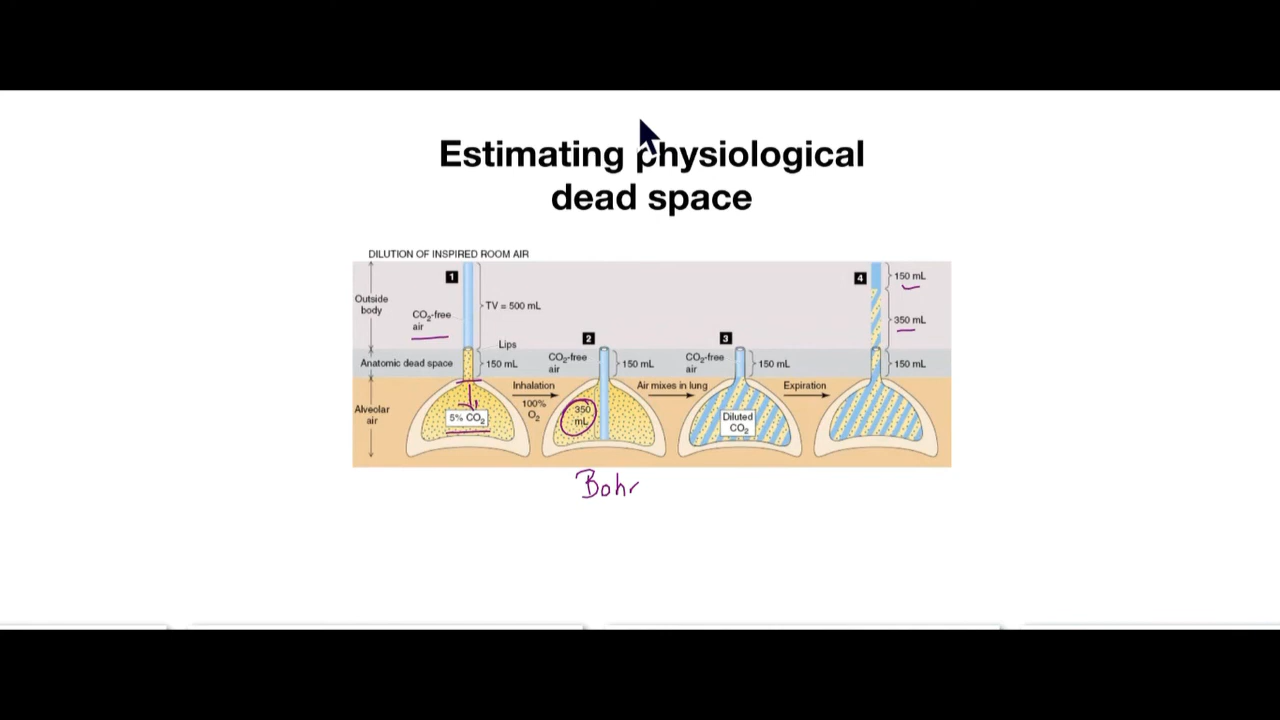 Estimating physiological
dead space
DILUTION OF INSPIRED ROOM AIR
1
Outside
body
CO₂-free
air
TV = 500 mL
Lips
Anatomic dead space
150 mL
Alveolar
air
5% CO₂
Inhalation
100%
O₂
2
CO₂-free
air
150 mL
350
mL
Air mixes in lung
3
CO₂-free
air
150 mL
Diluted
CO₂
Expiration
4
150 mL
350 mL
150 mL
Bohr